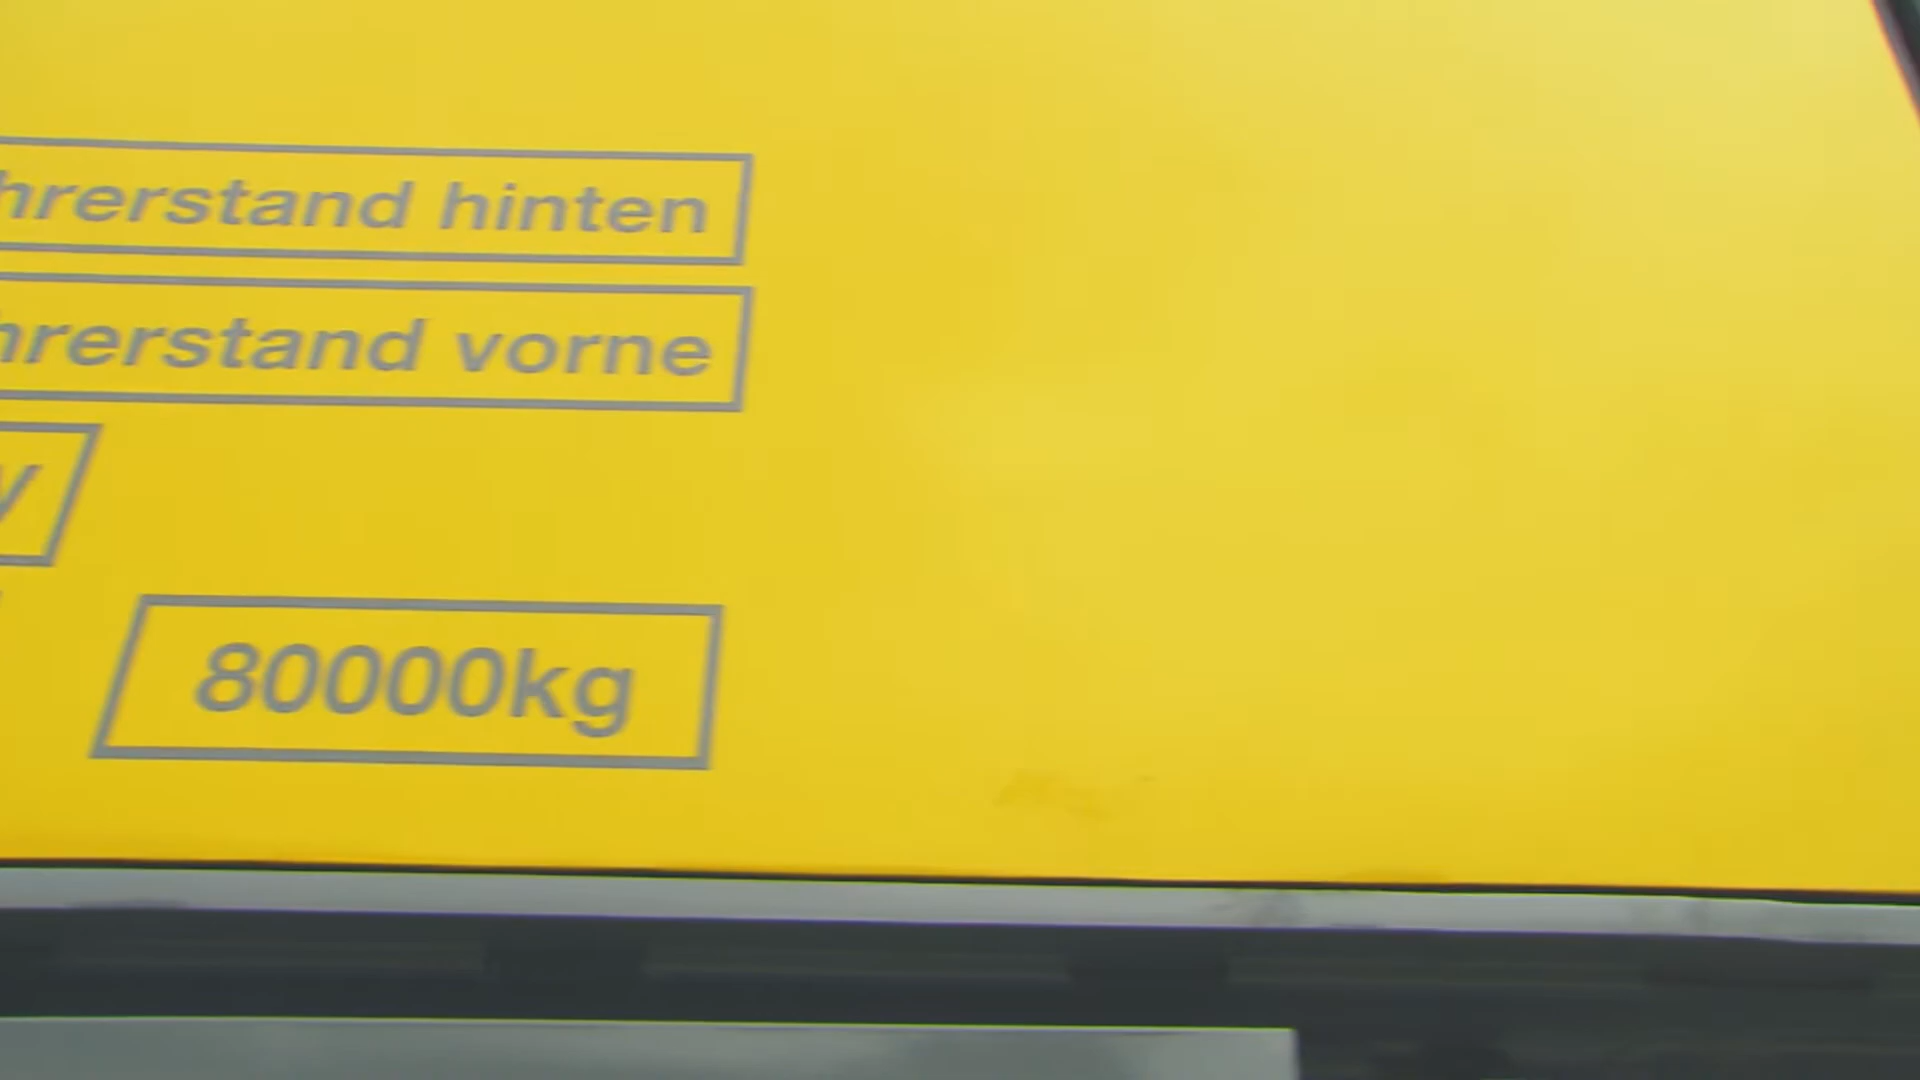 hrerstand hinten
hrerstand vorne
y
80000kg